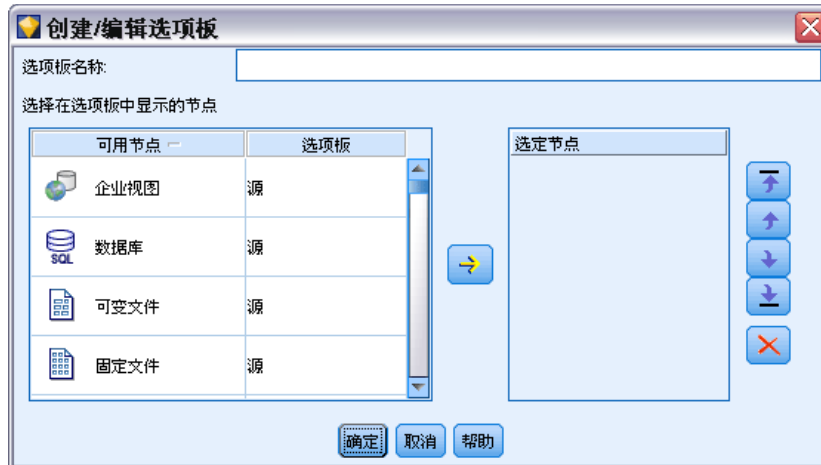 创建/编辑选项板
选项板名称:
选择在选项板中显示的节点
可用节点 选项板 选定节点
企业视图 源
SQL 数据库 源
可变文件 源
固定文件 源
确定 取消 帮助